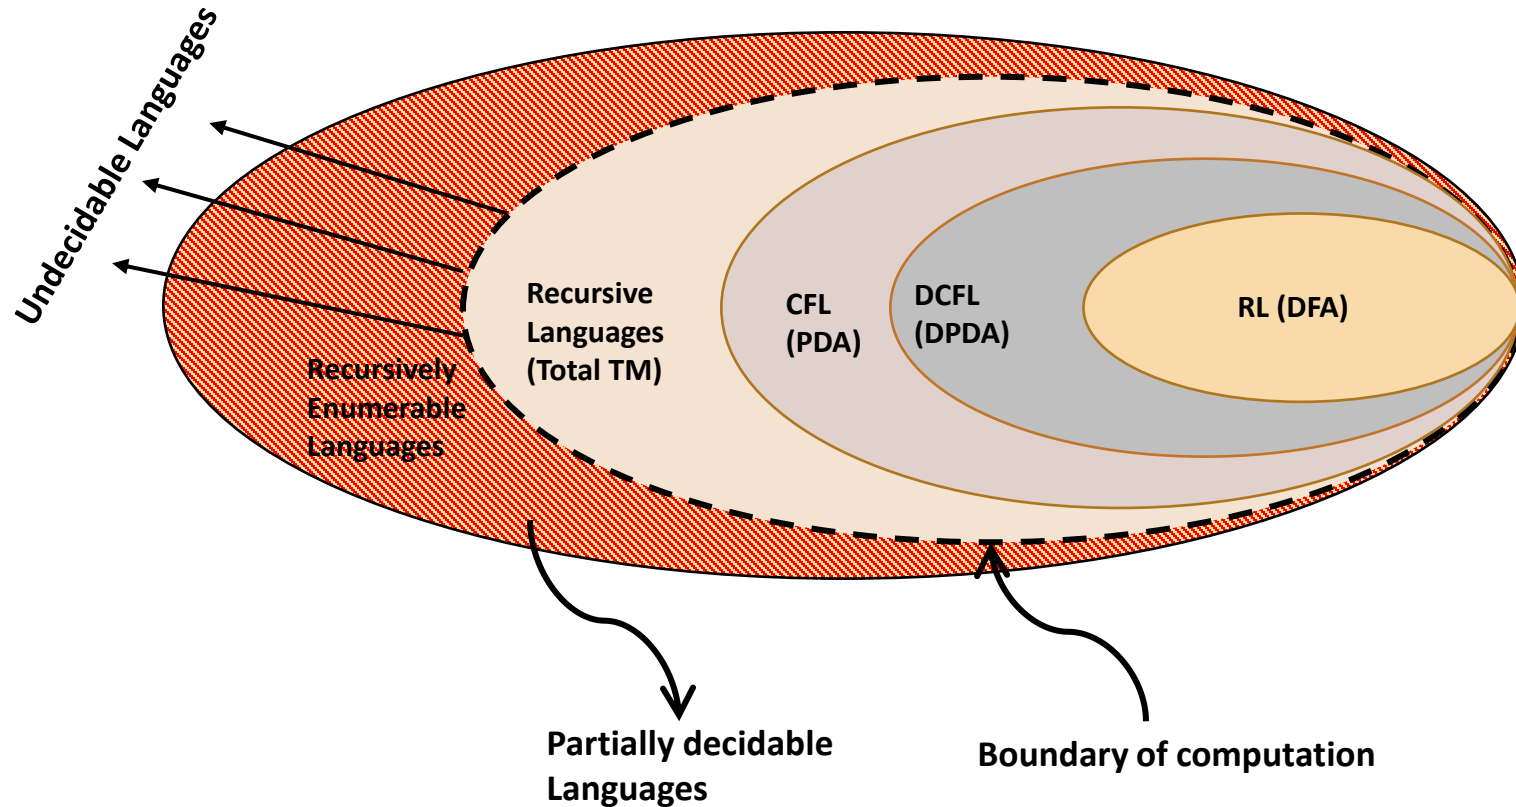 Undecidable Languages
Recursively
Enumerable
Languages
Recursive
Languages
(Total TM)
CFL
(PDA)
DCFL
(DPDA)
RL (DFA)
Partially decidable
Languages
Boundary of computation